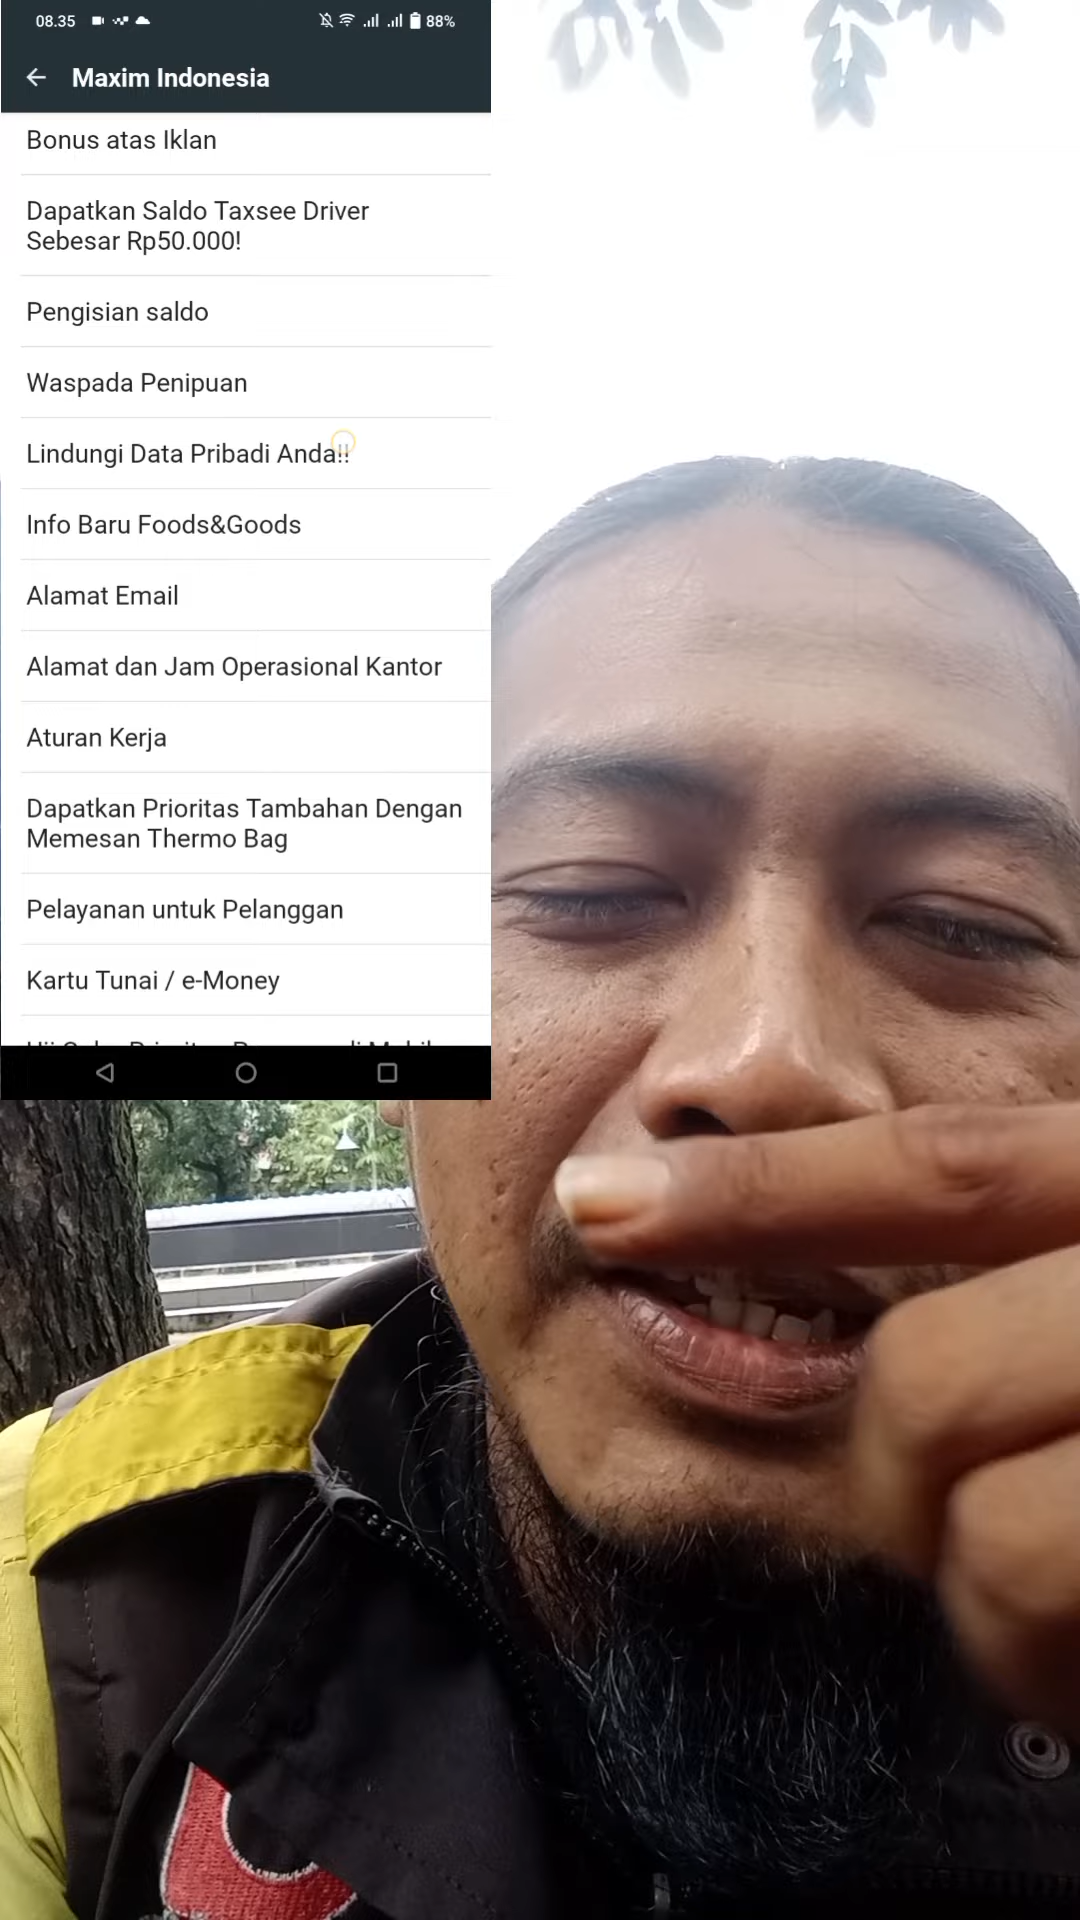 08.35
88%
Maxim Indonesia
Bonus atas Iklan
Dapatkan Saldo Taxsee Driver
Sebesar Rp50.000!
Pengisian saldo
Waspada Penipuan
Lindungi Data Pribadi Anda!!
Info Baru Foods&Goods
Alamat Email
Alamat dan Jam Operasional Kantor
Aturan Kerja
Dapatkan Prioritas Tambahan Dengan
Memesan Thermo Bag
Pelayanan untuk Pelanggan
Kartu Tunai / e-Money